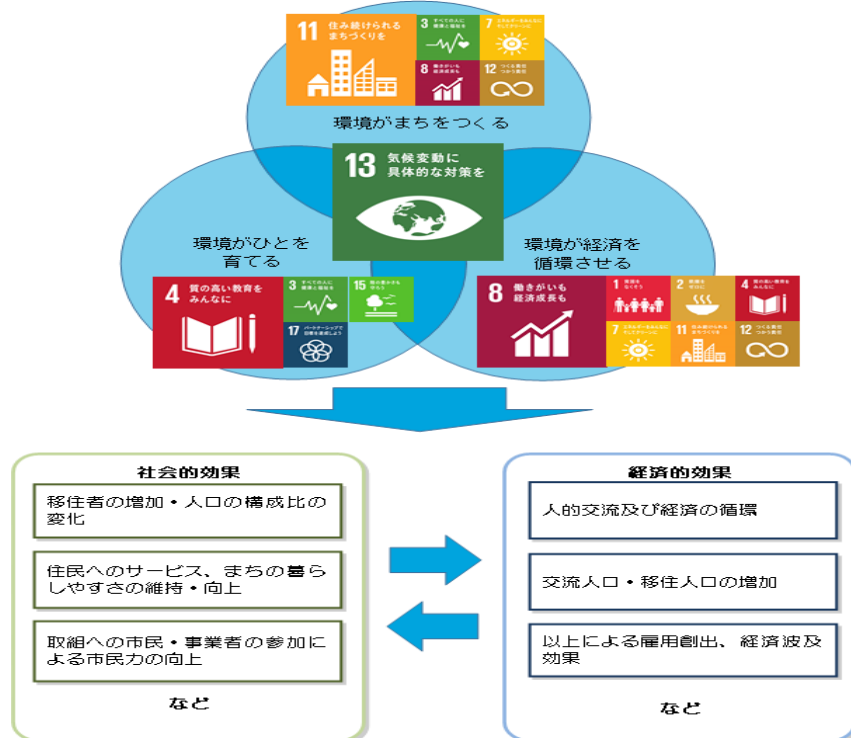 11 住み続けられる
まちづくりを
3 すべての人に
健康と福祉を
7 エネルギーをみんなに
そしてクリーンに
8 働きがいも
経済成長も
12 つくる責任
つかう責任
環境がまちをつくる
13 気候変動に
具体的な対策を
環境がひとを
育てる
4 質の高い教育を
みんなに
3 すべての人に
健康と福祉を
15 陸の豊かさも
守ろう
17 パートナーシップで
目標を達成しよう
環境が経済を
循環させる
8 働きがいも
経済成長も
1 貧困を
なくそう
2 飢餓を
ゼロに
4 質の高い教育を
みんなに
7 エネルギーをみんなに
そしてクリーンに
11 住み続けられる
まちづくりを
12 つくる責任
つかう責任
社会的効果
移住者の増加・人口の構成比の
変化
住民へのサービス、まちの暮ら
しやすさの維持・向上
取組への市民・事業者の参加に
よる市民力の向上
など
経済的効果
人的交流及び経済の循環
交流人口・移住人口の増加
以上による雇用創出、経済波及
効果
など